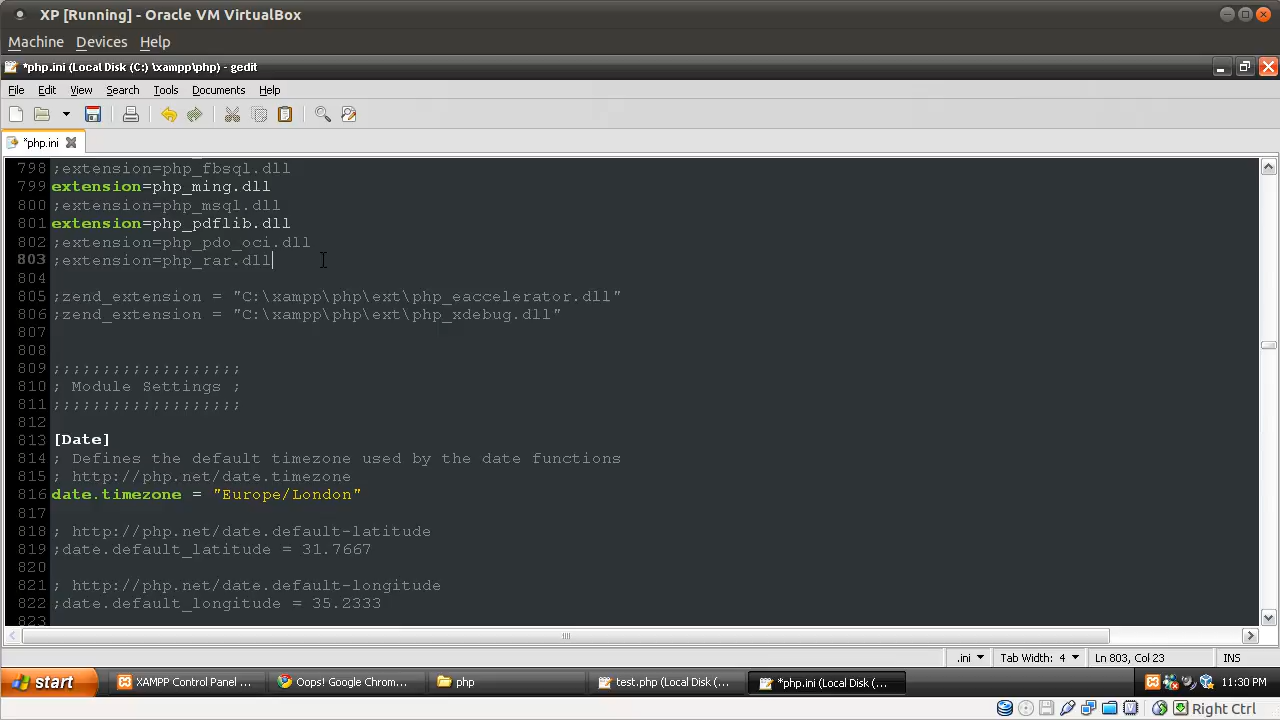 XP [Running] - Oracle VM VirtualBox
Machine Devices Help
*php.ini (Local Disk (C:) \xampp\php) - gedit
File Edit View Search Tools Documents Help
*php.ini
798 ;extension=php_fbsql.dll
799 extension=php_ming.dll
800 ;extension=php_msql.dll
801 extension=php_pdflib.dll
802 ;extension=php_pdo_oci.dll
803 ;extension=php_rar.dll
804
805 ;zend_extension = "C:\xampp\php\ext\php_eaccelerator.dll"
806 ;zend_extension = "C:\xampp\php\ext\php_xdebug.dll"
807
808
809 ;;;;;;;;;;;;;;;;;;;
810 ; Module Settings ;
811 ;;;;;;;;;;;;;;;;;;;
812
813 [Date]
814 ; Defines the default timezone used by the date functions
815 ; http://php.net/date.timezone
816 date.timezone = "Europe/London"
817
818 ; http://php.net/date.default-latitude
819 ;date.default_latitude = 31.7667
820
821 ; http://php.net/date.default-longitude
822 ;date.default_longitude = 35.2333
823
.ini Tab Width: 4 Ln 803, Col 23 INS
start XAMPP Control Panel ... Oops! Google Chrom... php test.php (Local Disk (... *php.ini (Local Disk (... 11:30 PM
Right Ctrl